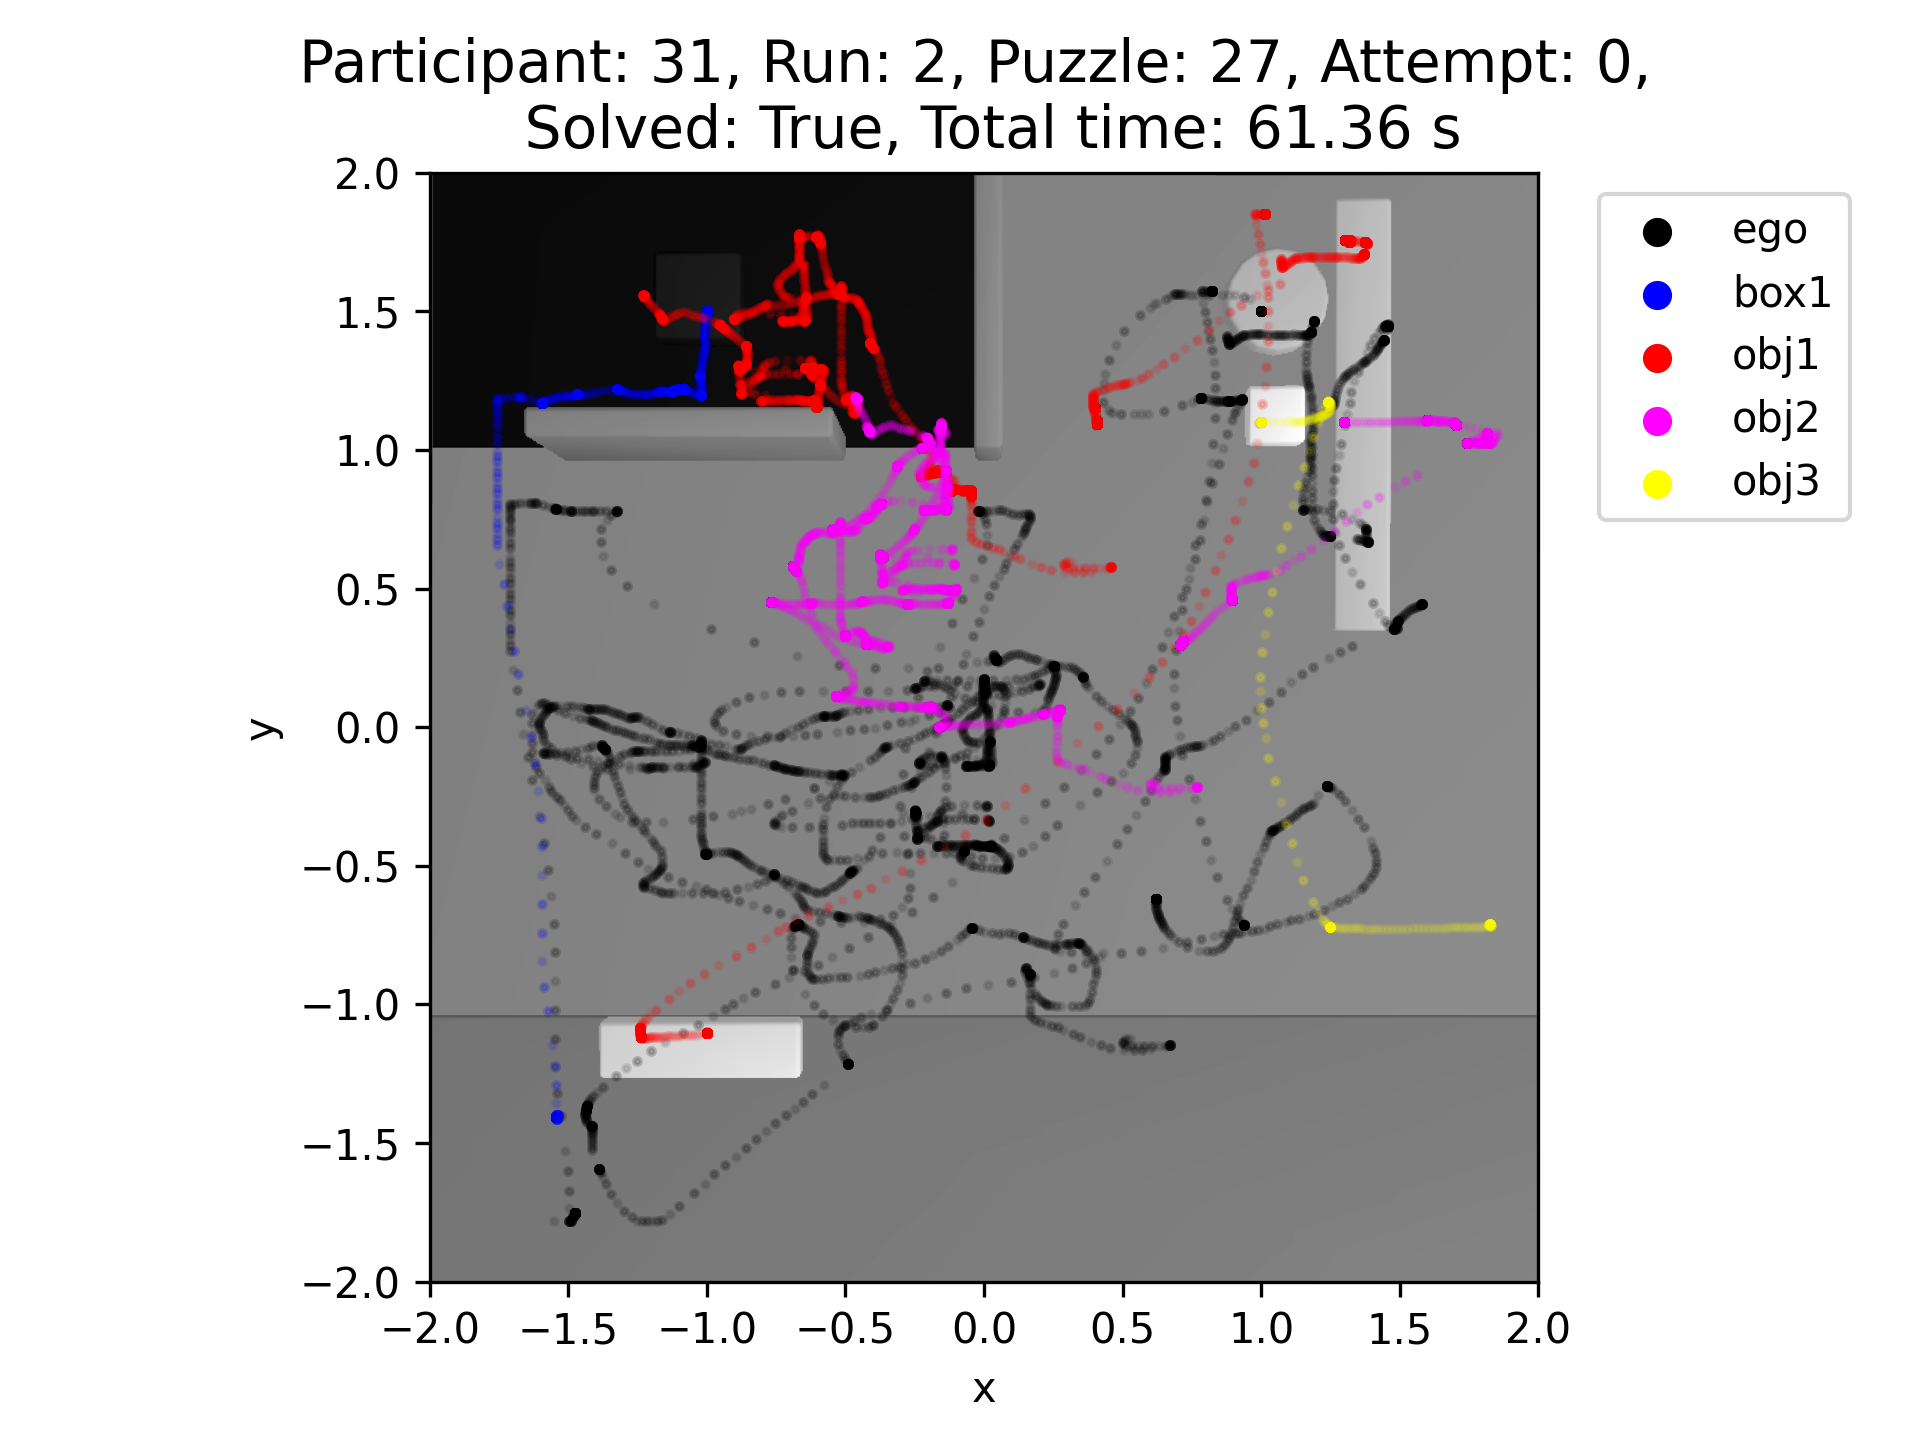 Participant: 31, Run: 2, Puzzle: 27, Attempt: 0,
Solved: True, Total time: 61.36 s
2.0
1.5
1.0
0.5
0.0
−0.5
−1.0
−1.5
−2.0
y
−2.0 −1.5 −1.0 −0.5 0.0 0.5 1.0 1.5 2.0
x
ego
box1
obj1
obj2
obj3